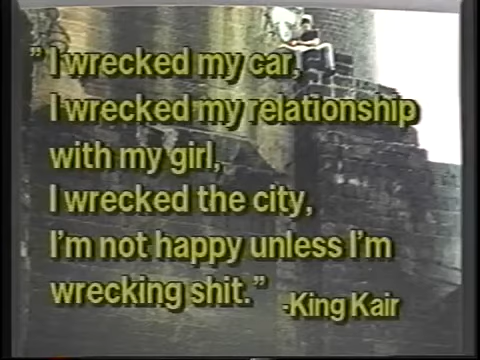 "I wrecked my car,
I wrecked my relationship
with my girl,
I wrecked the city,
I'm not happy unless I'm
wrecking shit."
-King Kair